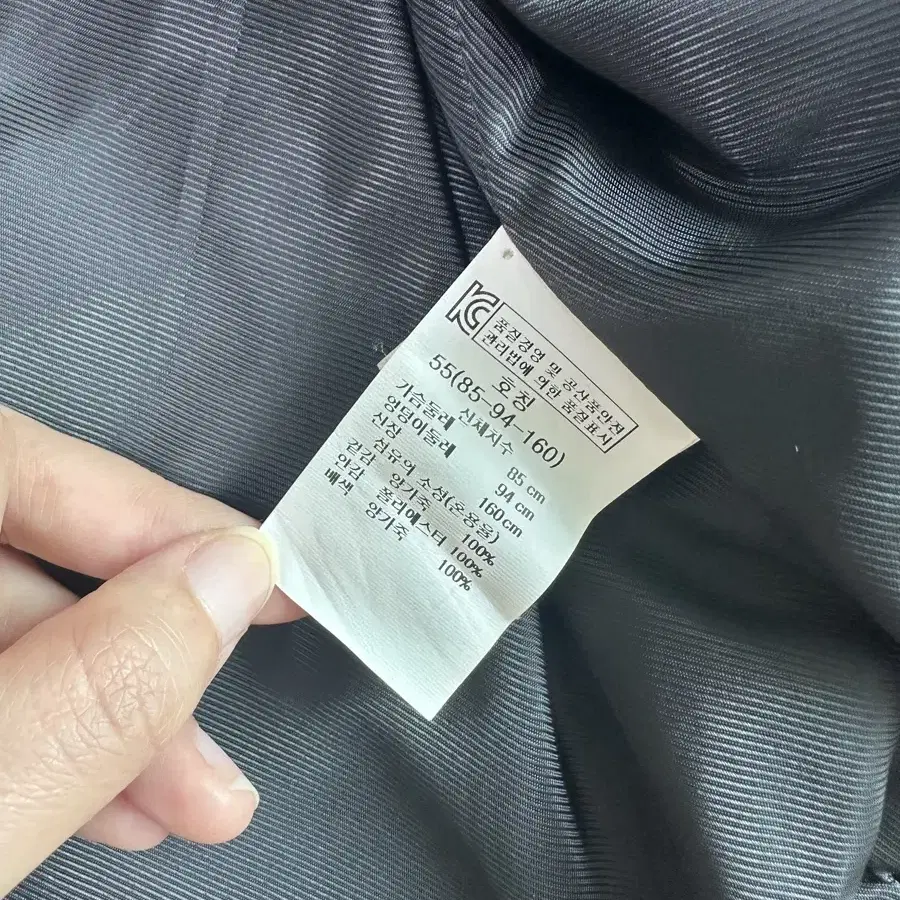 KC
품질경영 및 공산품안전
관리법에 의한 품질표시
호칭
55(85-94-160)
신체치수
가슴둘레 85 cm
엉덩이둘레 94 cm
신장 160cm
섬유의 소성(혼용율)
겉감 양가죽 100%
안감 폴리에스터 100%
배색 양가죽 100%